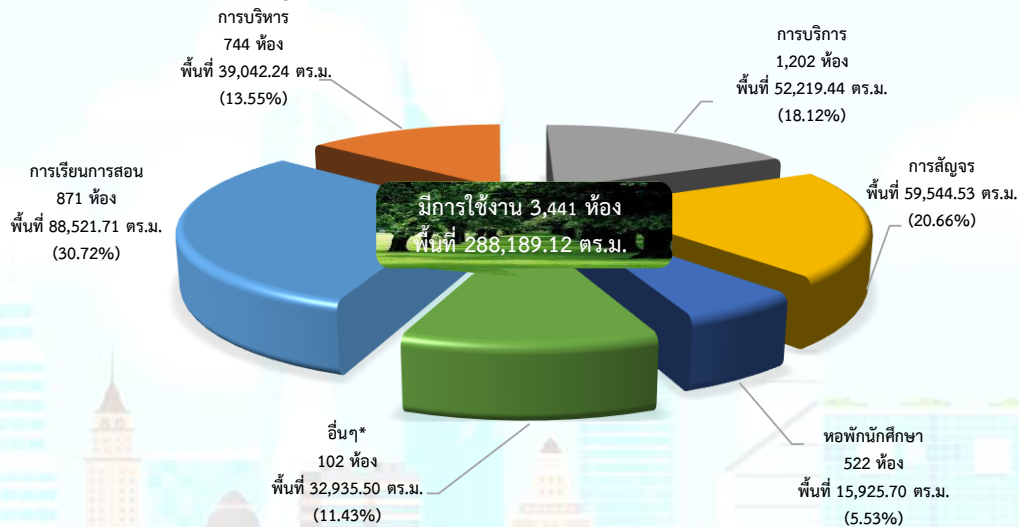 การบริหาร
744 ห้อง
พื้นที่ 39,042.24 ตร.ม.
(13.55%)
การบริการ
1,202 ห้อง
พื้นที่ 52,219.44 ตร.ม.
(18.12%)
การเรียนการสอน
871 ห้อง
พื้นที่ 88,521.71 ตร.ม.
(30.72%)
การสัญจร
พื้นที่ 59,544.53 ตร.ม.
(20.66%)
มีการใช้งาน 3,441 ห้อง
พื้นที่ 288,189.12 ตร.ม.
อื่นๆ*
102 ห้อง
พื้นที่ 32,935.50 ตร.ม.
(11.43%)
หอพักนักศึกษา
522 ห้อง
พื้นที่ 15,925.70 ตร.ม.
(5.53%)